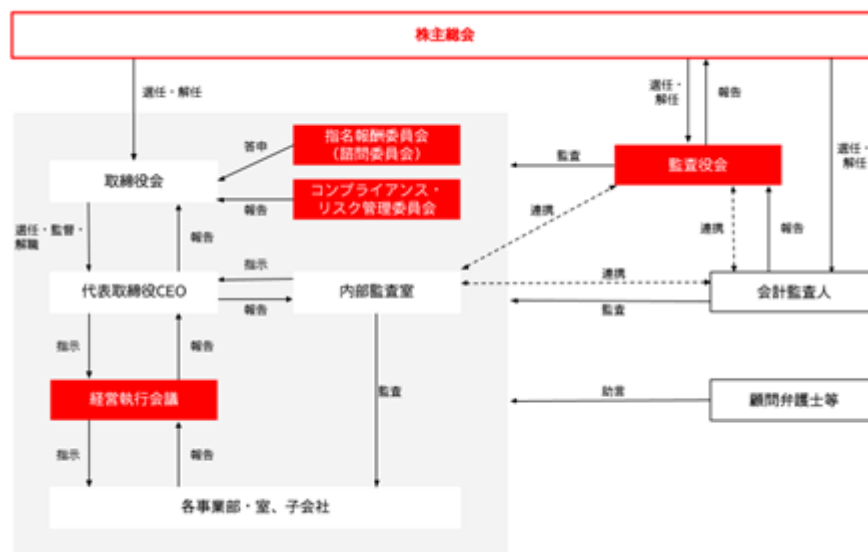 株主総会
選任・解任
選任・
解任
報告
選任・
解任
答申
指名報酬委員会
(諮問委員会)
監査
監査役会
取締役会
コンプライアンス・
リスク管理委員会
報告
連携
連携
報告
選任・監督・
解職
報告
指示
連携
代表取締役CEO
内部監査室
会計監査人
報告
監査
指示
報告
監査
経営執行会議
助言
顧問弁護士等
指示
報告
各事業部・室、子会社